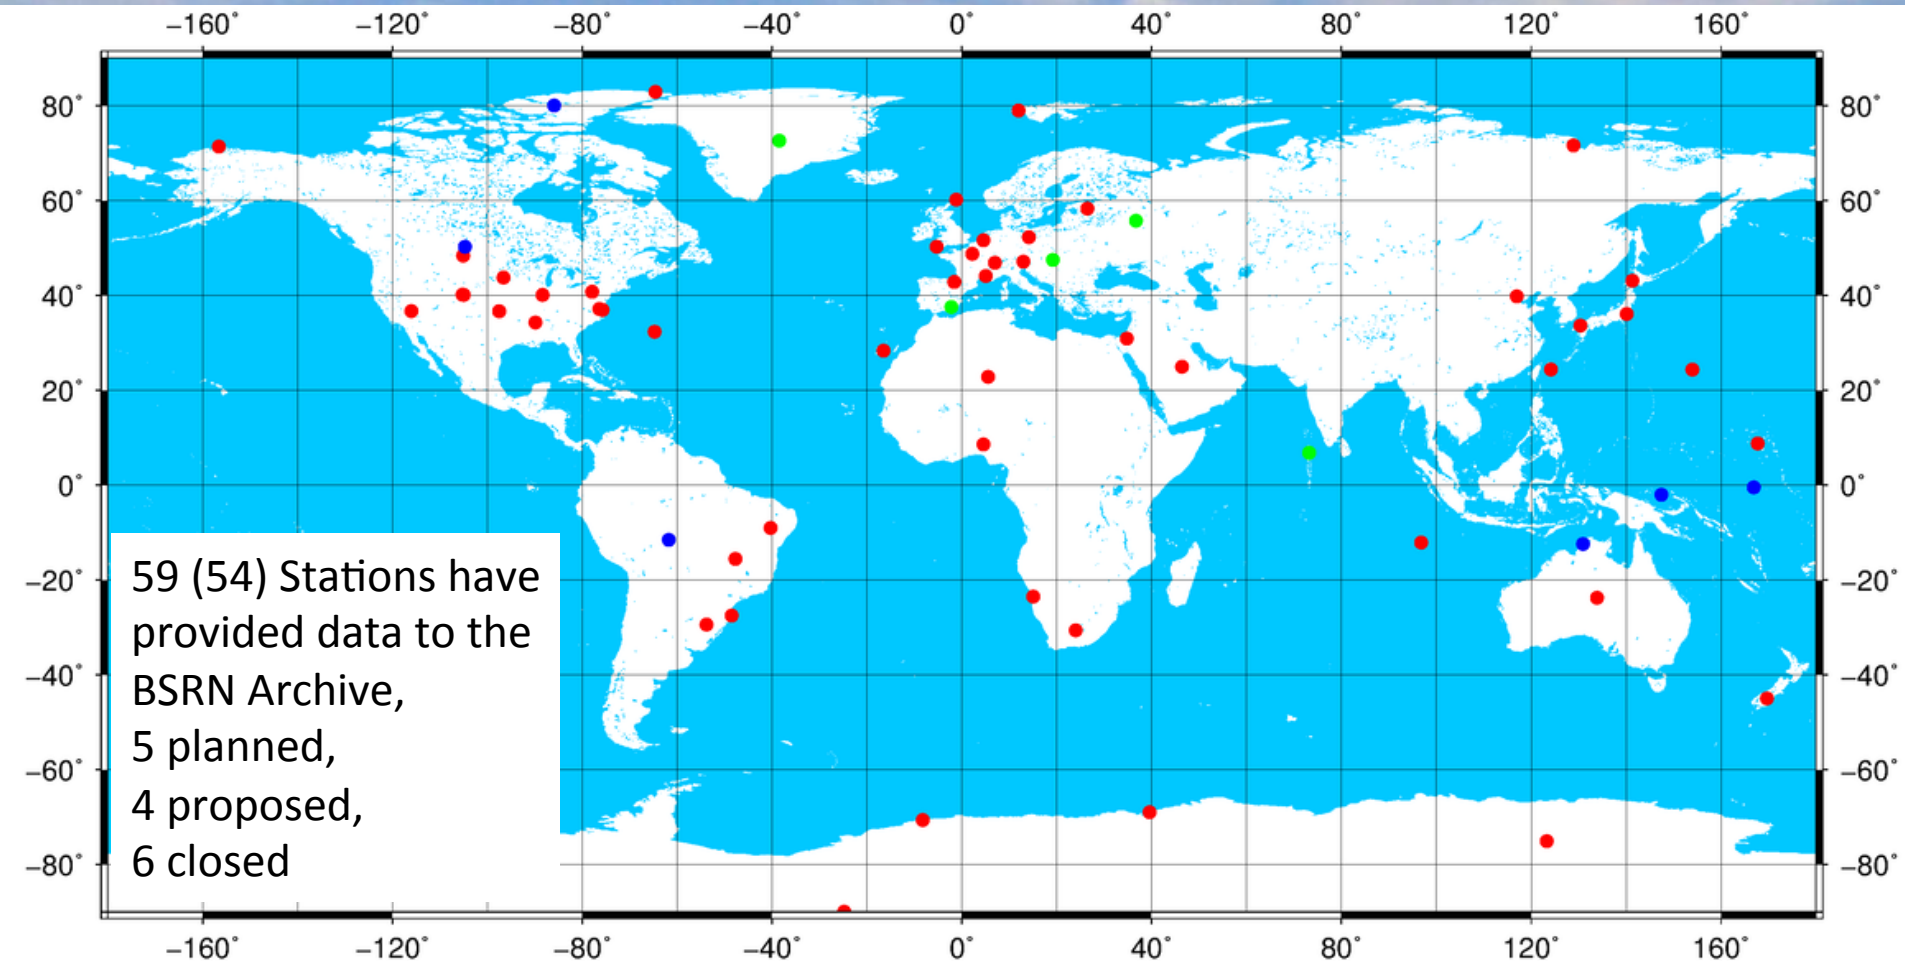 −160° −120° −80° −40° 0° 40° 80° 120° 160°
80° 80°
60° 60°
40° 40°
20° 20°
0° 0°
−20° −20°
−40° −40°
−60° −60°
−80° −80°
59 (54) Stations have
provided data to the
BSRN Archive,
5 planned,
4 proposed,
6 closed
−160° −120° −80° −40° 0° 40° 80° 120° 160°